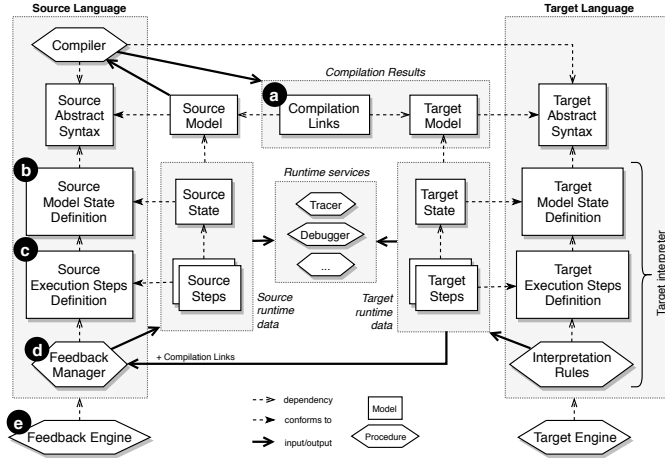 Source Language
Target Language
Compiler
Compilation Results
a
Source
Abstract
Syntax
Source
Model
Compilation
Links
Target
Model
Target
Abstract
Syntax
b
Source
Model State
Definition
Source
State
Runtime services
Tracer
Debugger
...
Target
State
Target
Model State
Definition
c
Source
Execution Steps
Definition
Source
Steps
Source
runtime
data
Target
runtime
data
Target
Steps
Target
Execution Steps
Definition
Target interpreter
d
Feedback
Manager
+ Compilation Links
Interpretation
Rules
e
Feedback Engine
dependency
conforms to
input/output
Model
Procedure
Target Engine